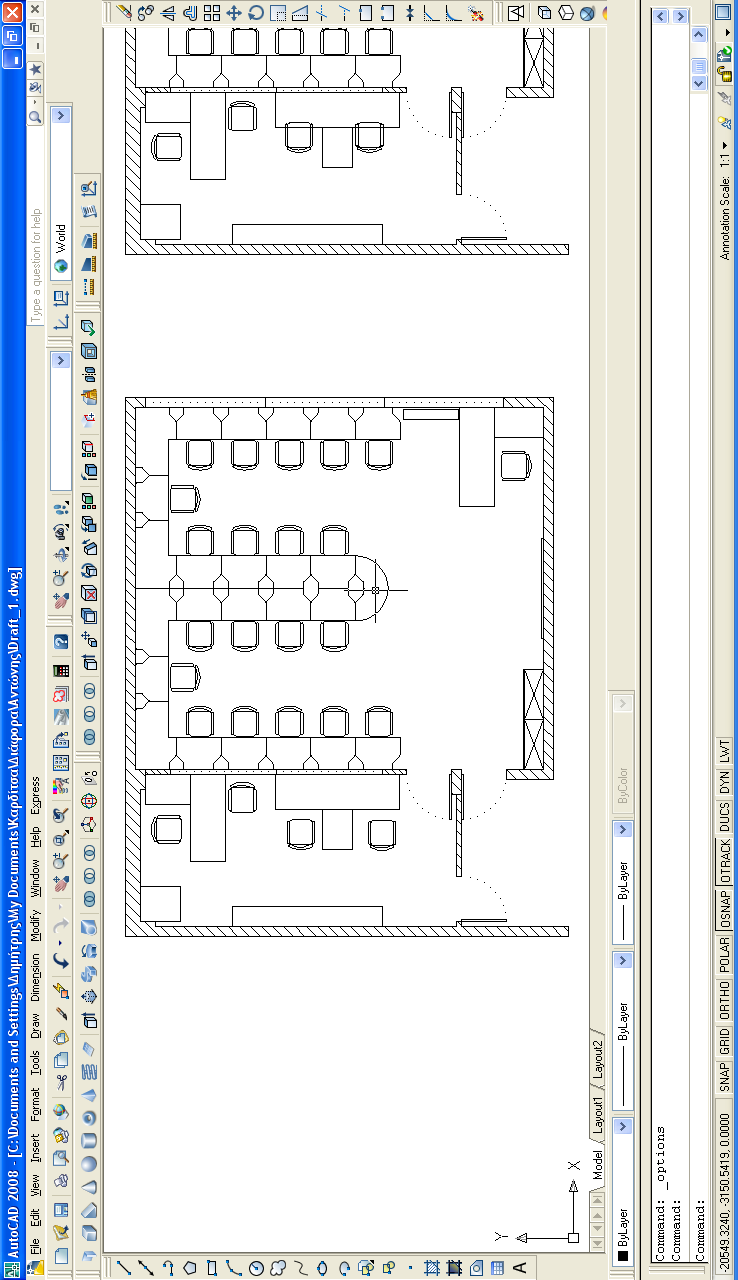 AutoCAD 2008 - [C:\Documents and Settings\Δημήτρης\My Documents\Καρδίτσα\Διάφορα\Αντώνης\Draft_1.dwg]
File Edit View Insert Format Tools Draw Dimension Modify Window Help Express
Type a question for help
World
Y
X
Model Layout1 Layout2
ByLayer ByLayer ByLayer ByColor
Command: _options
Command:
Command:
-20549.3240, -3150.5419, 0.0000 SNAP GRID ORTHO POLAR OSNAP OTRACK DUCS DYN LWT Annotation Scale: 1:1
A